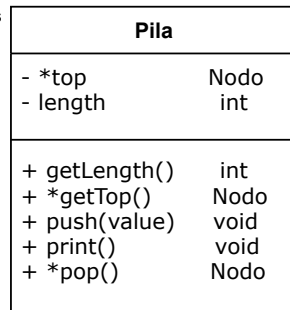 Pila
- *top Nodo
- length int
+ getLength() int
+ *getTop() Nodo
+ push(value) void
+ print() void
+ *pop() Nodo